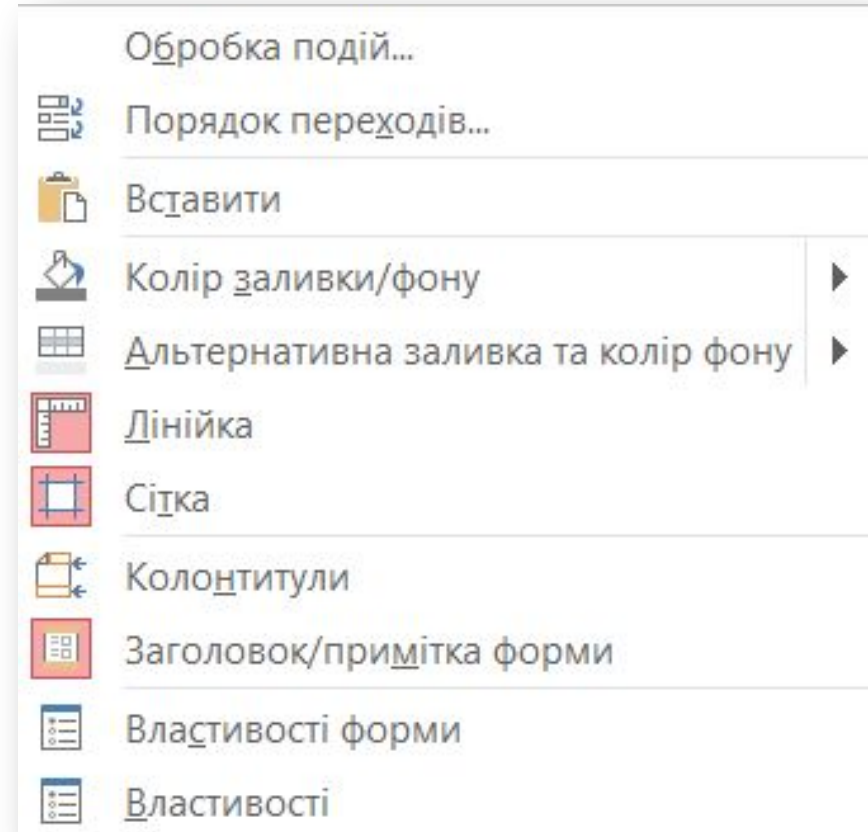 Обробка подій...
Порядок переходів...
Вставити
Колір заливки/фону
Альтернативна заливка та колір фону
Лінійка
Сітка
Колонтитули
Заголовок/примітка форми
Властивості форми
Властивості